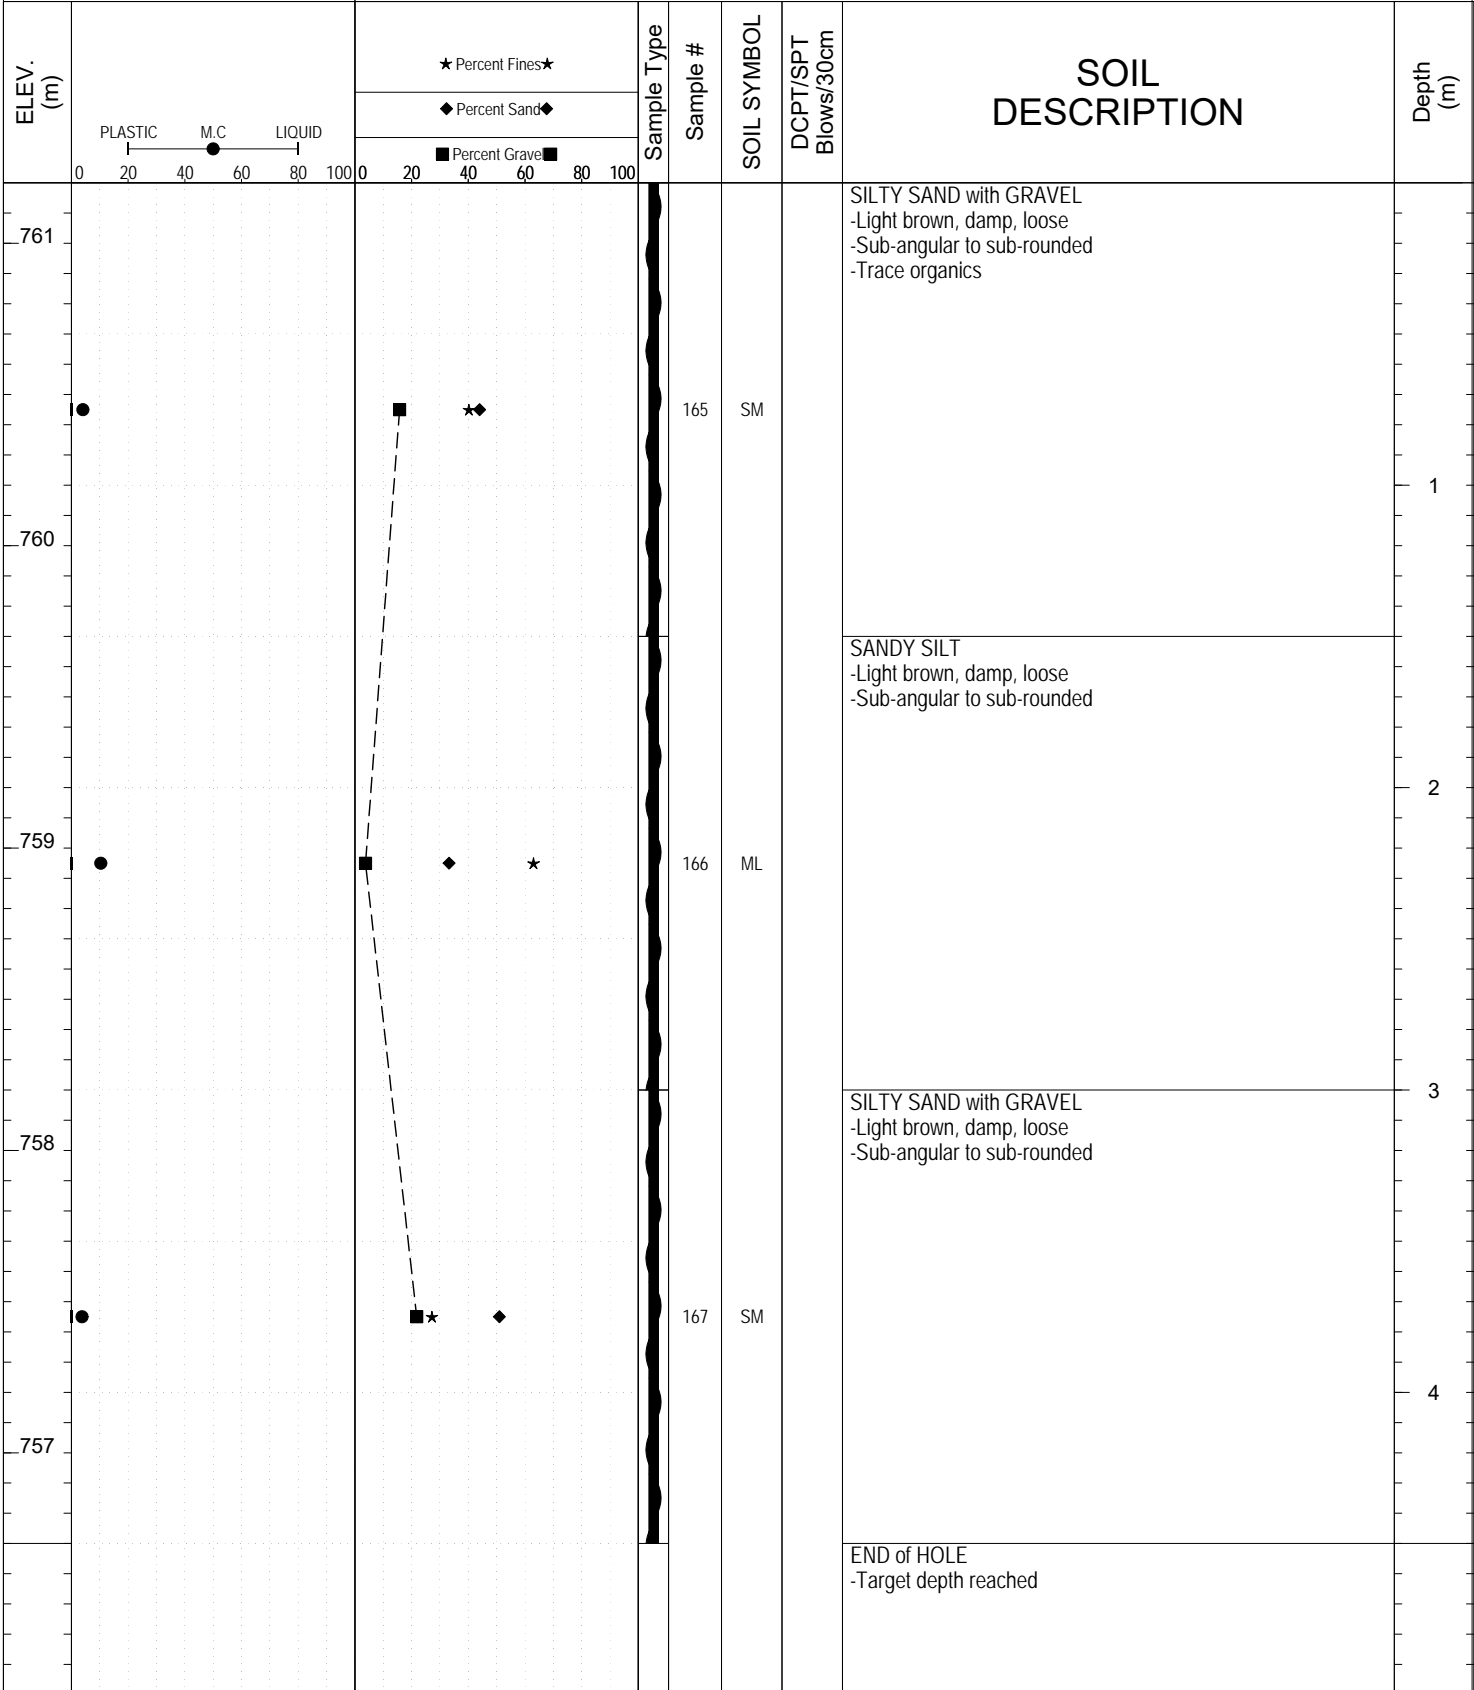 ELEV.
(m)
PLASTIC M.C LIQUID
0 20 40 60 80 100
★ Percent Fines★
◆ Percent Sand◆
■ Percent Gravel■
0 20 40 60 80 100
Sample Type
Sample #
SOIL SYMBOL
DCPT/SPT
Blows/30cm
SOIL
DESCRIPTION
Depth
(m)
SILTY SAND with GRAVEL
-Light brown, damp, loose
761
-Sub-angular to sub-rounded
-Trace organics
165 SM
1
760
SANDY SILT
-Light brown, damp, loose
-Sub-angular to sub-rounded
2
759
166 ML
3
SILTY SAND with GRAVEL
-Light brown, damp, loose
758
-Sub-angular to sub-rounded
167 SM
4
757
END of HOLE
-Target depth reached